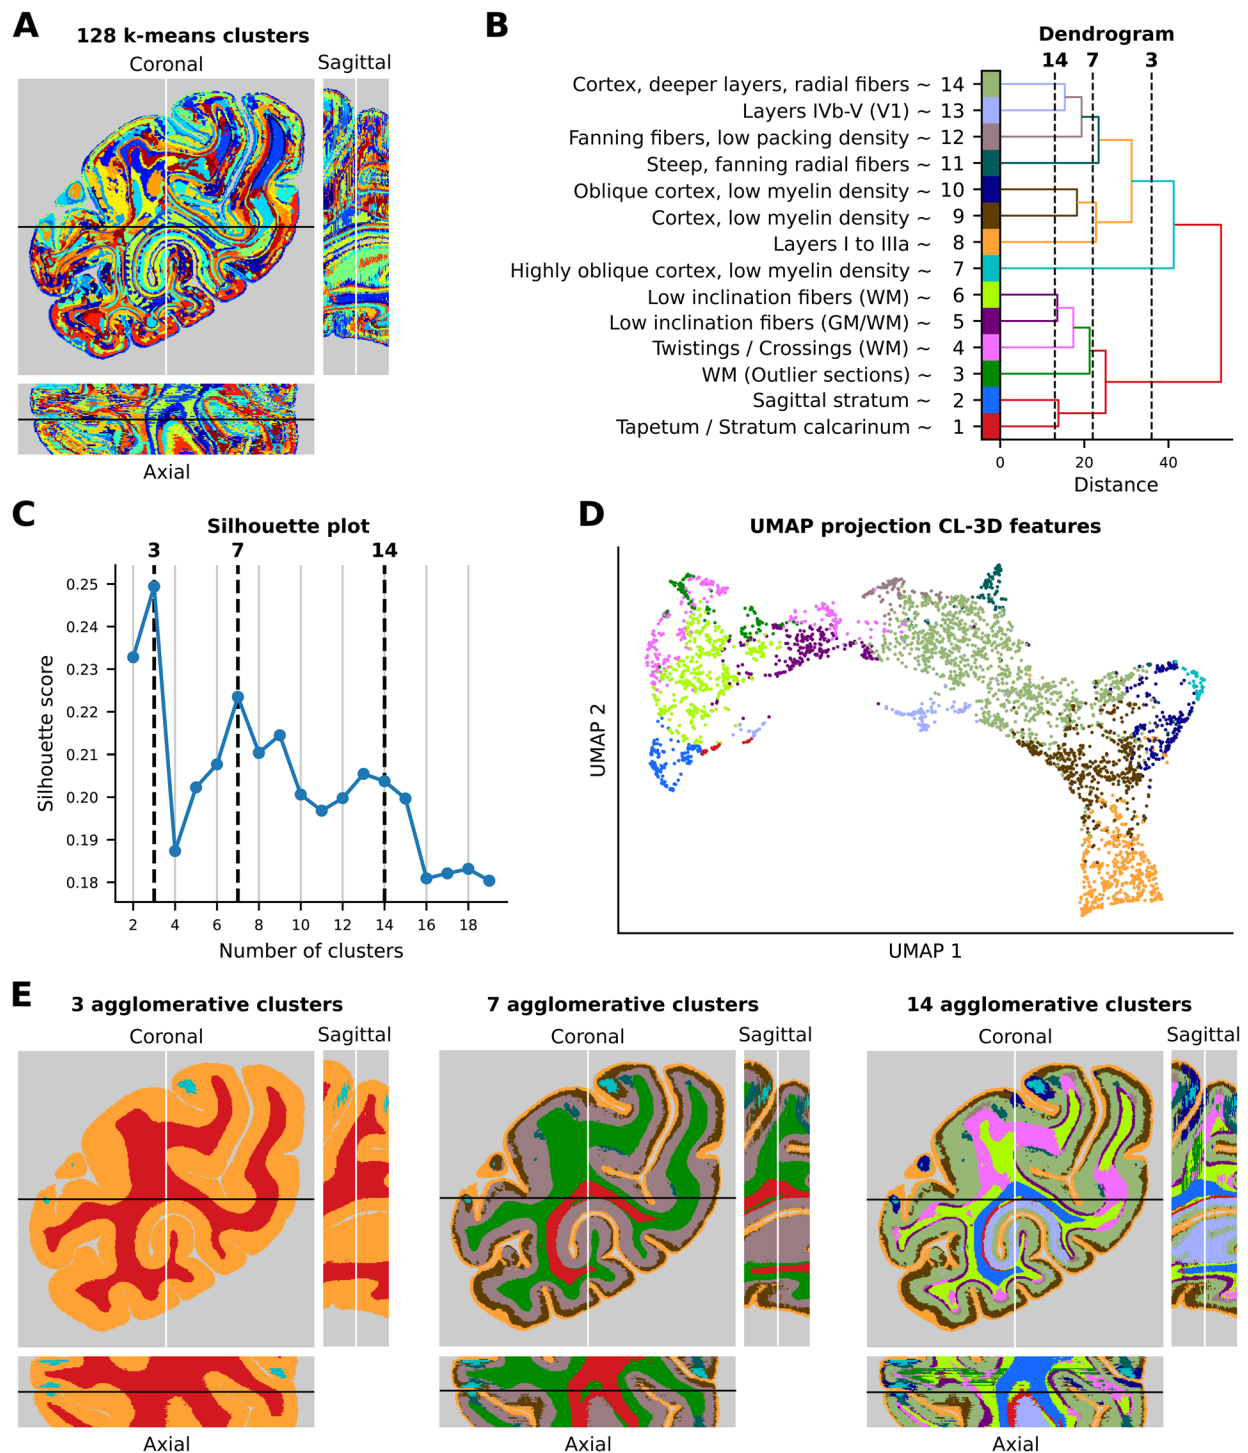 A
128 k-means clusters
Coronal
Sagittal
Axial
B
Dendrogram
14 7 3
Cortex, deeper layers, radial fibers ~ 14
Layers IVb-V (V1) ~ 13
Fanning fibers, low packing density ~ 12
Steep, fanning radial fibers ~ 11
Oblique cortex, low myelin density ~ 10
Cortex, low myelin density ~ 9
Layers I to IIIa ~ 8
Highly oblique cortex, low myelin density ~ 7
Low inclination fibers (WM) ~ 6
Low inclination fibers (GM/WM) ~ 5
Twistings / Crossings (WM) ~ 4
WM (Outlier sections) ~ 3
Sagittal stratum ~ 2
Tapetum / Stratum calcarinum ~ 1
0 20 40
Distance
C
Silhouette plot
3 7 14
0.25
0.24
0.23
0.22
0.21
0.20
0.19
0.18
Silhouette score
2 4 6 8 10 12 14 16 18
Number of clusters
D
UMAP projection CL-3D features
UMAP 2
UMAP 1
E
3 agglomerative clusters
Coronal
Sagittal
Axial
7 agglomerative clusters
Coronal
Sagittal
Axial
14 agglomerative clusters
Coronal
Sagittal
Axial